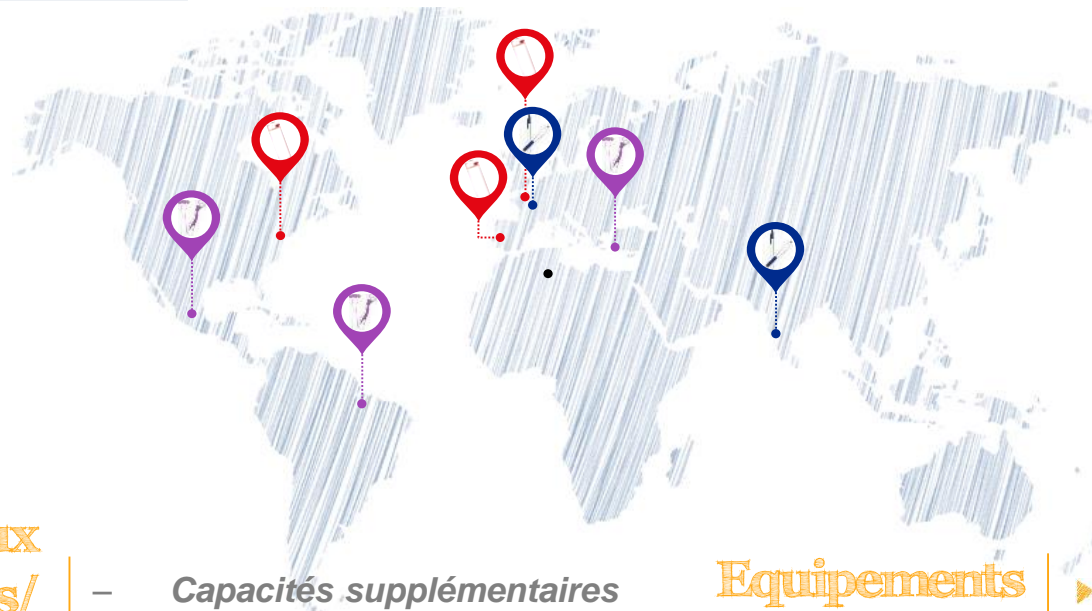 ux
s/
– Capacités supplémentaires
Equipements